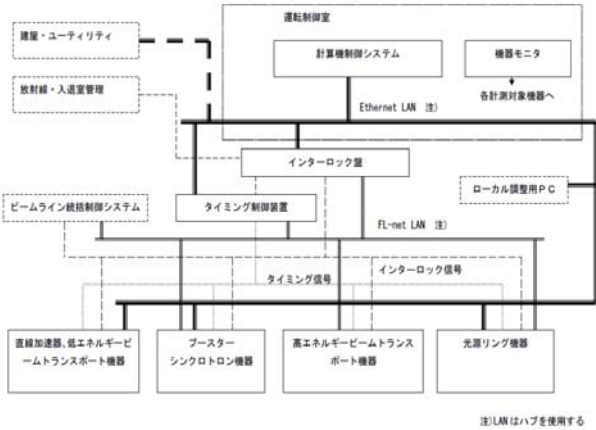 運転制御室
建屋・ユーティリティ
計算機制御システム
機器モニタ
放射線・入退室管理
各計測対象機器へ
Ethernet LAN 注)
インターロック盤
ローカル調整用PC
ビームライン統括制御システム
タイミング制御装置
FL-net LAN 注)
インターロック信号
タイミング信号
直線加速器、低エネルギービ
ームトランスポート機器
ブースター
シンクロトロン機器
高エネルギービームトランス
ポート機器
光源リング機器
注)LANはハブを使用する